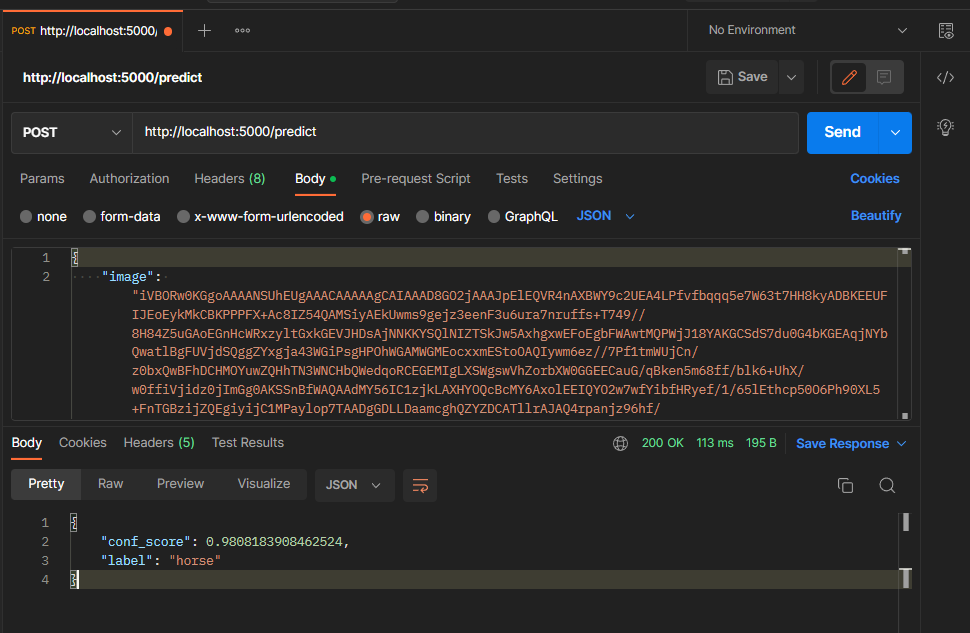 POST http://localhost:5000/
No Environment
http://localhost:5000/predict
Save
POST
http://localhost:5000/predict
Send
Params Authorization Headers (8) Body Pre-request Script Tests Settings Cookies
none form-data x-www-form-urlencoded raw binary GraphQL JSON Beautify
1 {
2 "image":
"iVBORw0KGgoAAAANSUhEUgAAACAAAAAgCAIAAAD8GO2jAAAJpElEQVR4nAXBWY9c2UEA4LPfvfbqqq5e7W63t7HH8kyADBKEEUF
IJEoEykMkCBKPPPFX+Ac8IZ54QAMSiyAEkUwms9gejz3eenF3u6ura7nruffs+T749//
8H84Z5uGAoEGnHcWRxzyltGxkGEVJHDsAjNNKKYSQlNIZTSKJw5AxhgxwEFoEgbFWAwtMQPWjJ18YAKGCSdS7du0G4bKGEAqjNYb
QwatlBgFUVjdSQggZYxgja43WGiPsgHPOhWGAMWGMEocxxmEStoOAQIywm6ez//7Pf1tmWUjCn/
z0bxQwBFhDCHMOYuwZQHhTN3WNCHbQWedqoRCEGEMIgLXSWgswVhZorbXW0GGEECauG/qBken5m68ff/blk6+UhX/
w0ffiVjidz0jImGg0AKSSnBfWAQAAdMY56IC1zjkLAXHYOQcBcMY6AxolEEIQYO2w7wfYibfHRyef/1/65lEthcp5006Ph90XL5
+FnTGBzijZQEgiyijC1MPaylop7TAADgGDLLDaamcghQZYZDCATllrAJAQ4rpanjz96hf/
Body Cookies Headers (5) Test Results 200 OK 113 ms 195 B Save Response
Pretty Raw Preview Visualize JSON
1 {
2 "conf_score": 0.9808183908462524,
3 "label": "horse"
4 }